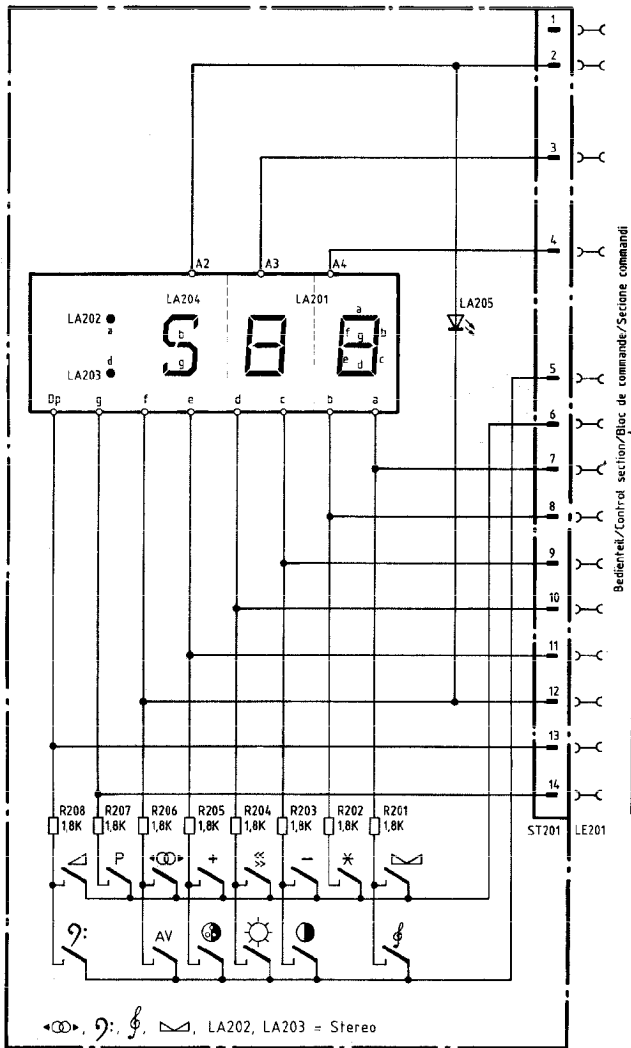 1
2
3
A2 A3 A4 4
LA204 LA201
a
LA202 LA205
b f g b
a
d g e d c
LA203 5
Dp g f e d c b a
6
7
8
9
10
11
12
13
14
R208 R207 R206 R205 R204 R203 R202 R201
1,8K 1,8K 1,8K 1,8K 1,8K 1,8K 1,8K 1,8K
ST201 LE201
P + − *
AV
, LA202, LA203 = Stereo
Bedienteil/Control section/Bloc de commande/Secione commandi